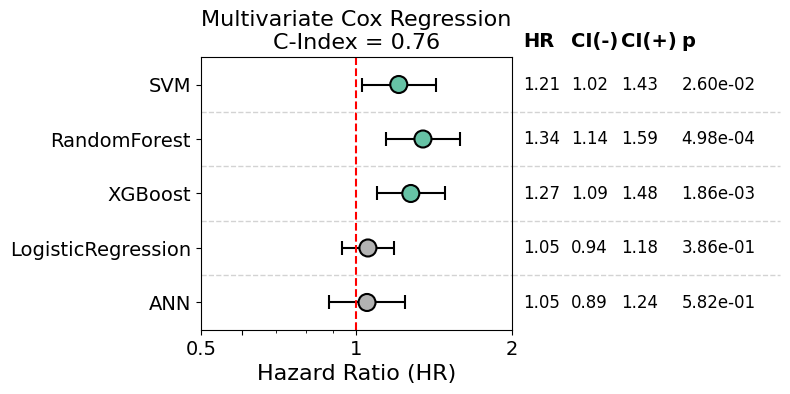 Multivariate Cox Regression
C-Index = 0.76
HR CI(-) CI(+) p
SVM 1.21 1.02 1.43 2.60e-02
RandomForest 1.34 1.14 1.59 4.98e-04
XGBoost 1.27 1.09 1.48 1.86e-03
LogisticRegression 1.05 0.94 1.18 3.86e-01
ANN 1.05 0.89 1.24 5.82e-01
0.5 1 2
Hazard Ratio (HR)